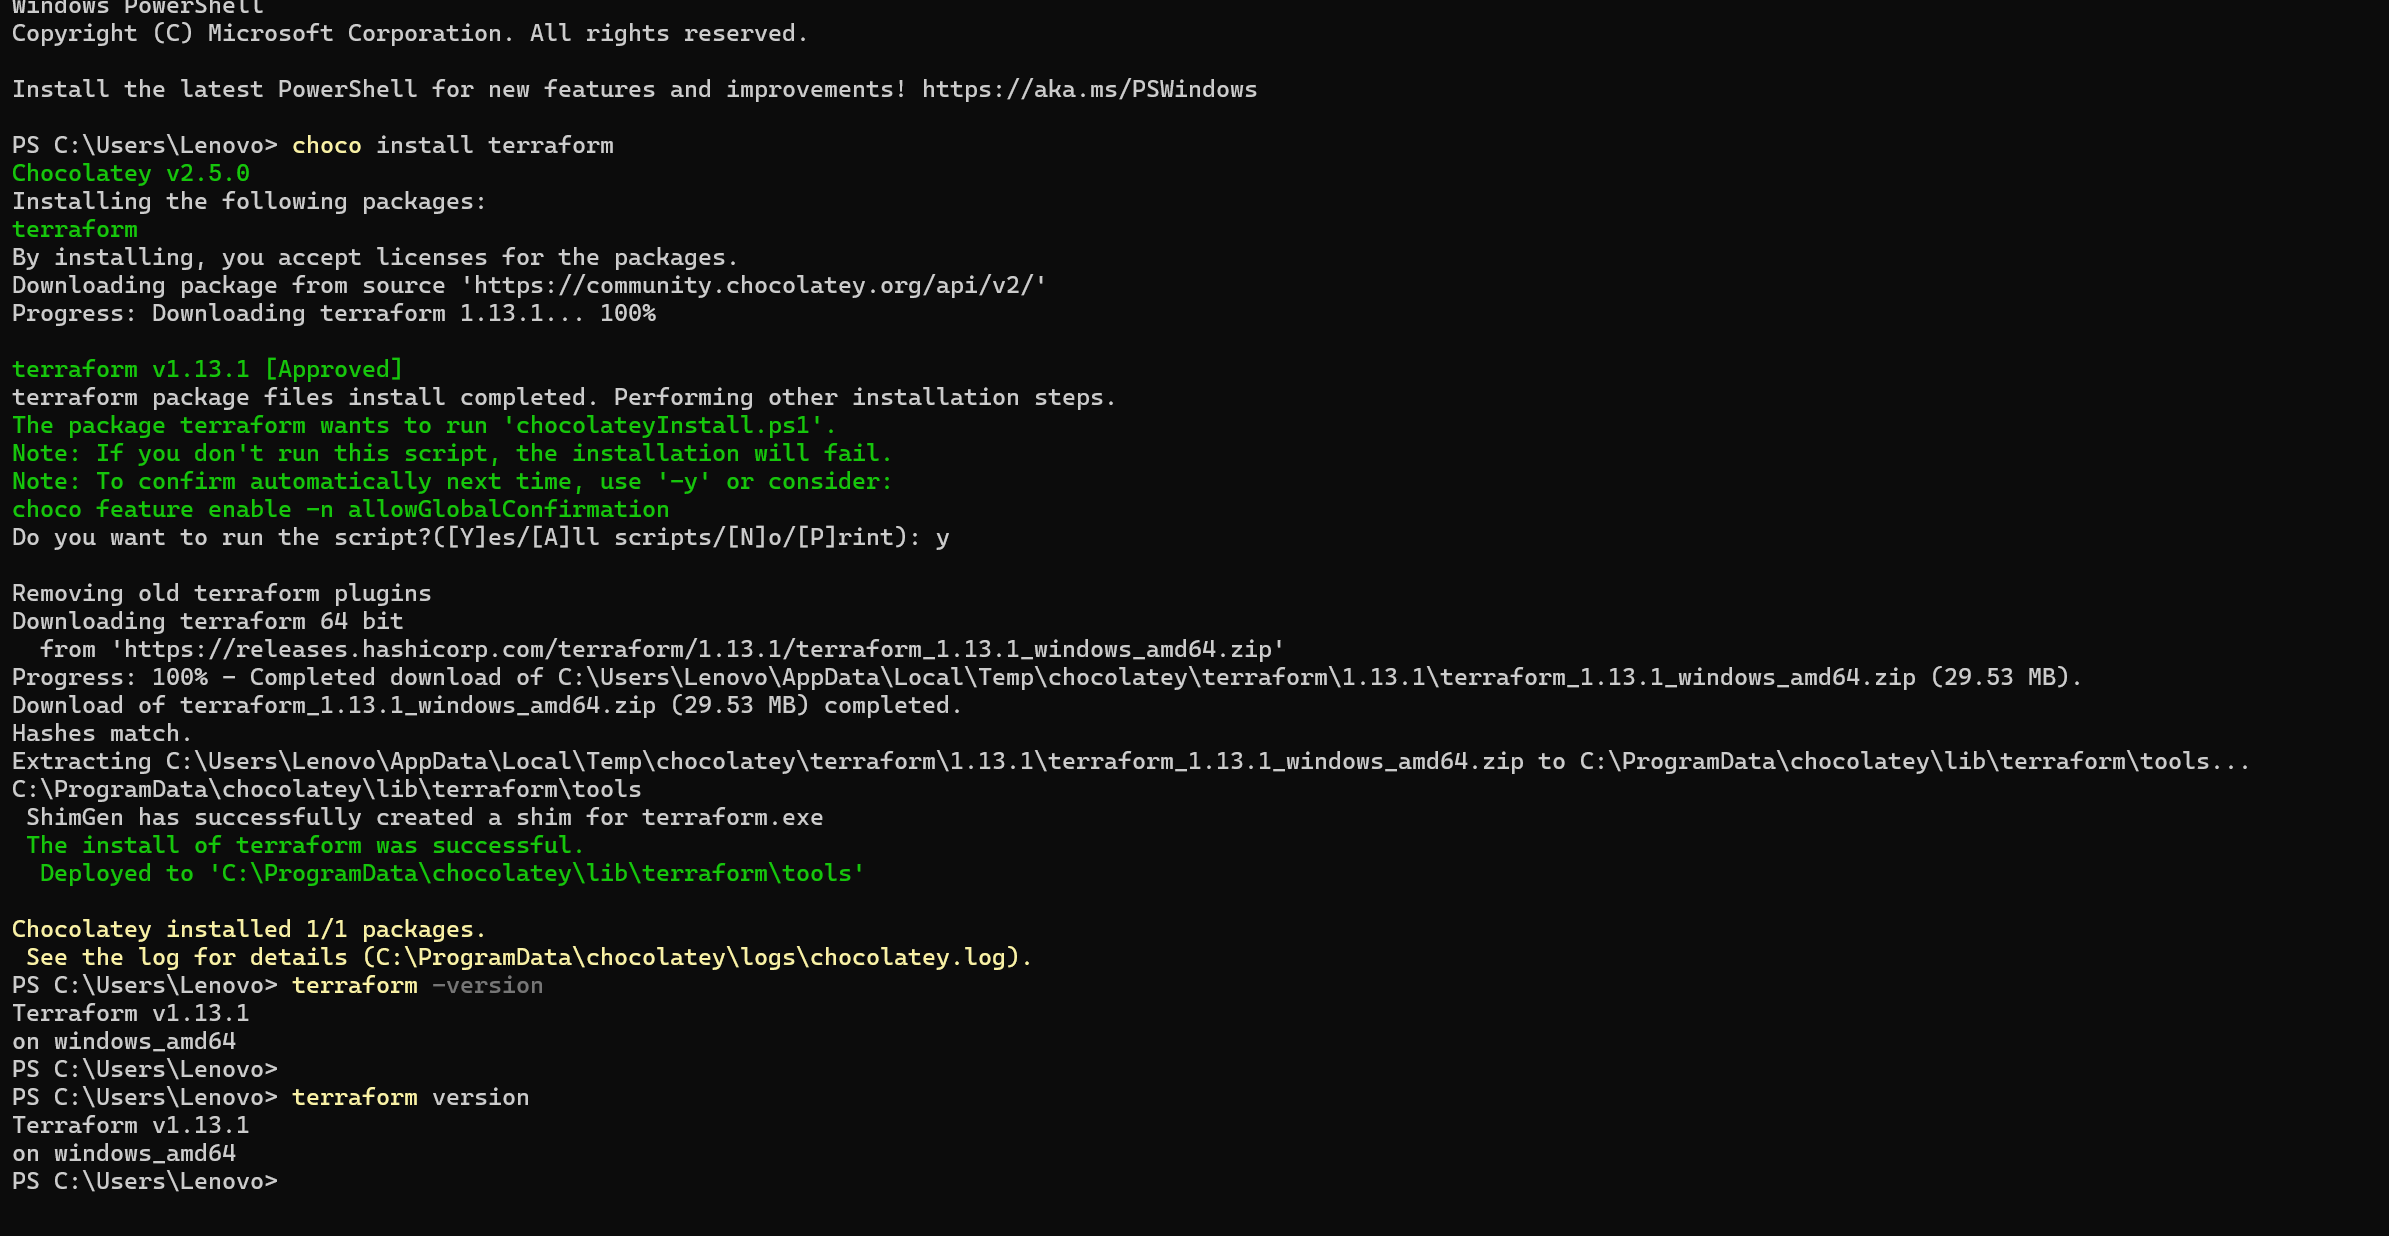 Windows PowerShell
Copyright (C) Microsoft Corporation. All rights reserved.
Install the latest PowerShell for new features and improvements! https://aka.ms/PSWindows
PS C:\Users\Lenovo> choco install terraform
Chocolatey v2.5.0
Installing the following packages:
terraform
By installing, you accept licenses for the packages.
Downloading package from source 'https://community.chocolatey.org/api/v2/'
Progress: Downloading terraform 1.13.1... 100%
terraform v1.13.1 [Approved]
terraform package files install completed. Performing other installation steps.
The package terraform wants to run 'chocolateyInstall.ps1'.
Note: If you don't run this script, the installation will fail.
Note: To confirm automatically next time, use '-y' or consider:
choco feature enable -n allowGlobalConfirmation
Do you want to run the script?([Y]es/[A]ll scripts/[N]o/[P]rint): y
Removing old terraform plugins
Downloading terraform 64 bit
  from 'https://releases.hashicorp.com/terraform/1.13.1/terraform_1.13.1_windows_amd64.zip'
Progress: 100% - Completed download of C:\Users\Lenovo\AppData\Local\Temp\chocolatey\terraform\1.13.1\terraform_1.13.1_windows_amd64.zip (29.53 MB).
Download of terraform_1.13.1_windows_amd64.zip (29.53 MB) completed.
Hashes match.
Extracting C:\Users\Lenovo\AppData\Local\Temp\chocolatey\terraform\1.13.1\terraform_1.13.1_windows_amd64.zip to C:\ProgramData\chocolatey\lib\terraform\tools...
C:\ProgramData\chocolatey\lib\terraform\tools
 ShimGen has successfully created a shim for terraform.exe
 The install of terraform was successful.
  Deployed to 'C:\ProgramData\chocolatey\lib\terraform\tools'
Chocolatey installed 1/1 packages.
 See the log for details (C:\ProgramData\chocolatey\logs\chocolatey.log).
PS C:\Users\Lenovo> terraform -version
Terraform v1.13.1
on windows_amd64
PS C:\Users\Lenovo>
PS C:\Users\Lenovo> terraform version
Terraform v1.13.1
on windows_amd64
PS C:\Users\Lenovo>